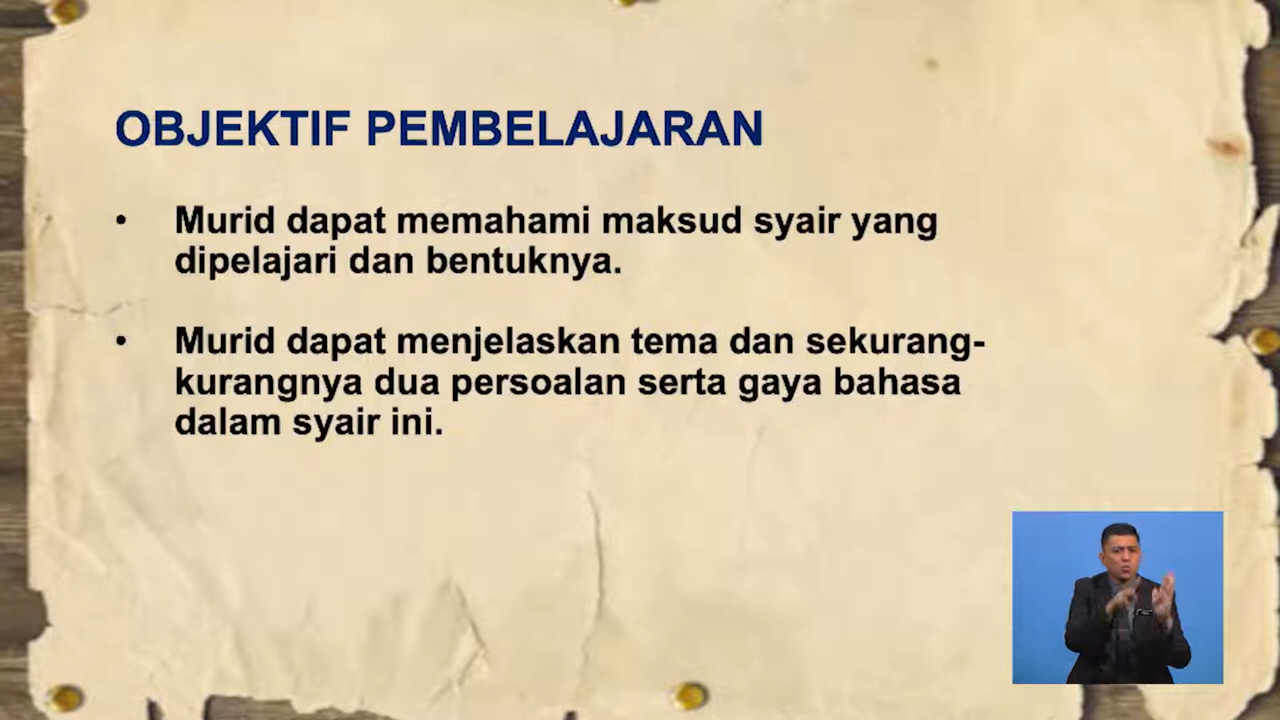 OBJEKTIF PEMBELAJARAN
• Murid dapat memahami maksud syair yang
dipelajari dan bentuknya.
• Murid dapat menjelaskan tema dan sekurang-
kurangnya dua persoalan serta gaya bahasa
dalam syair ini.